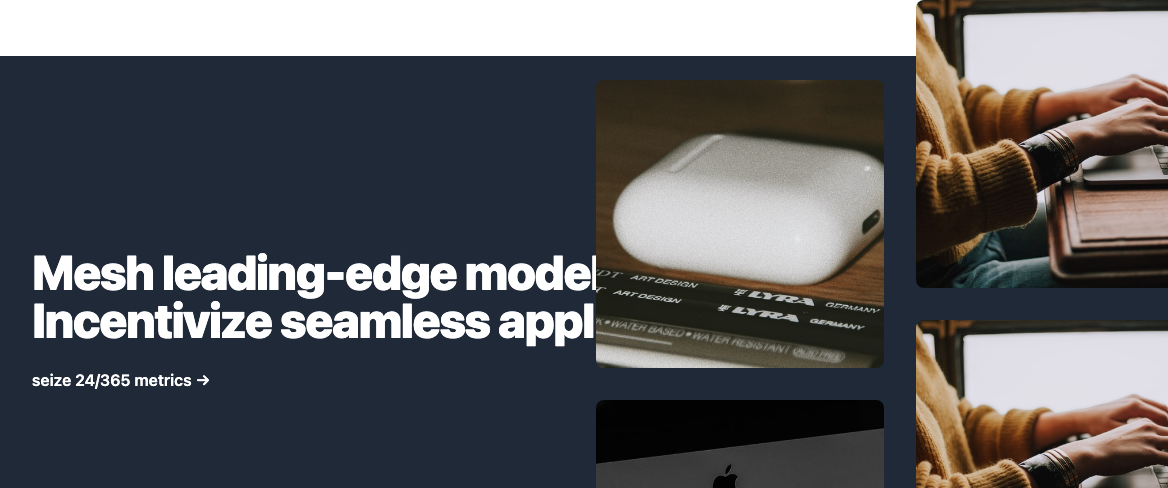 Mesh leading-edge model
Incentivize seamless appl
seize 24/365 metrics →
ART DESIGN LYRA GERMANY
ART DESIGN LYRA GERMANY
WATER BASED • WATER RESISTANT